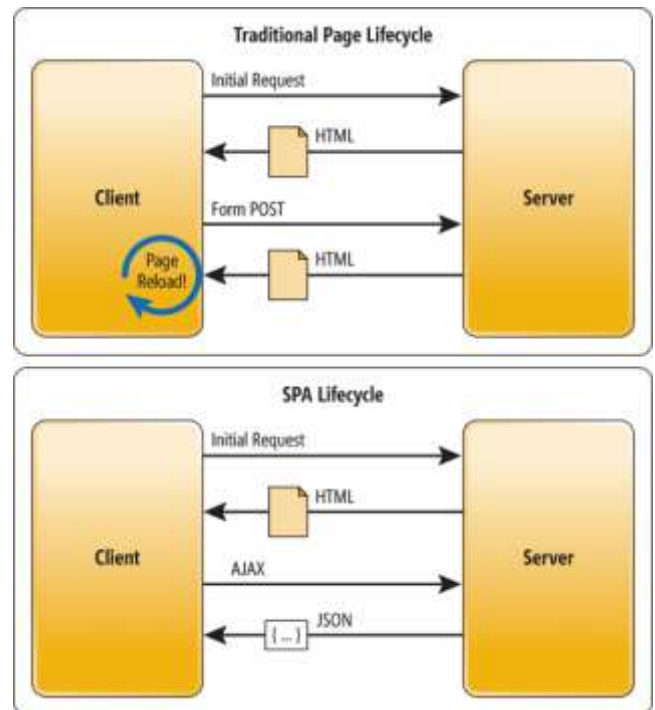 Traditional Page Lifecycle
Initial Request
HTML
Client
Server
Form POST
Page
Reload!
HTML
SPA Lifecycle
Initial Request
HTML
Client
Server
AJAX
JSON
{ ... }